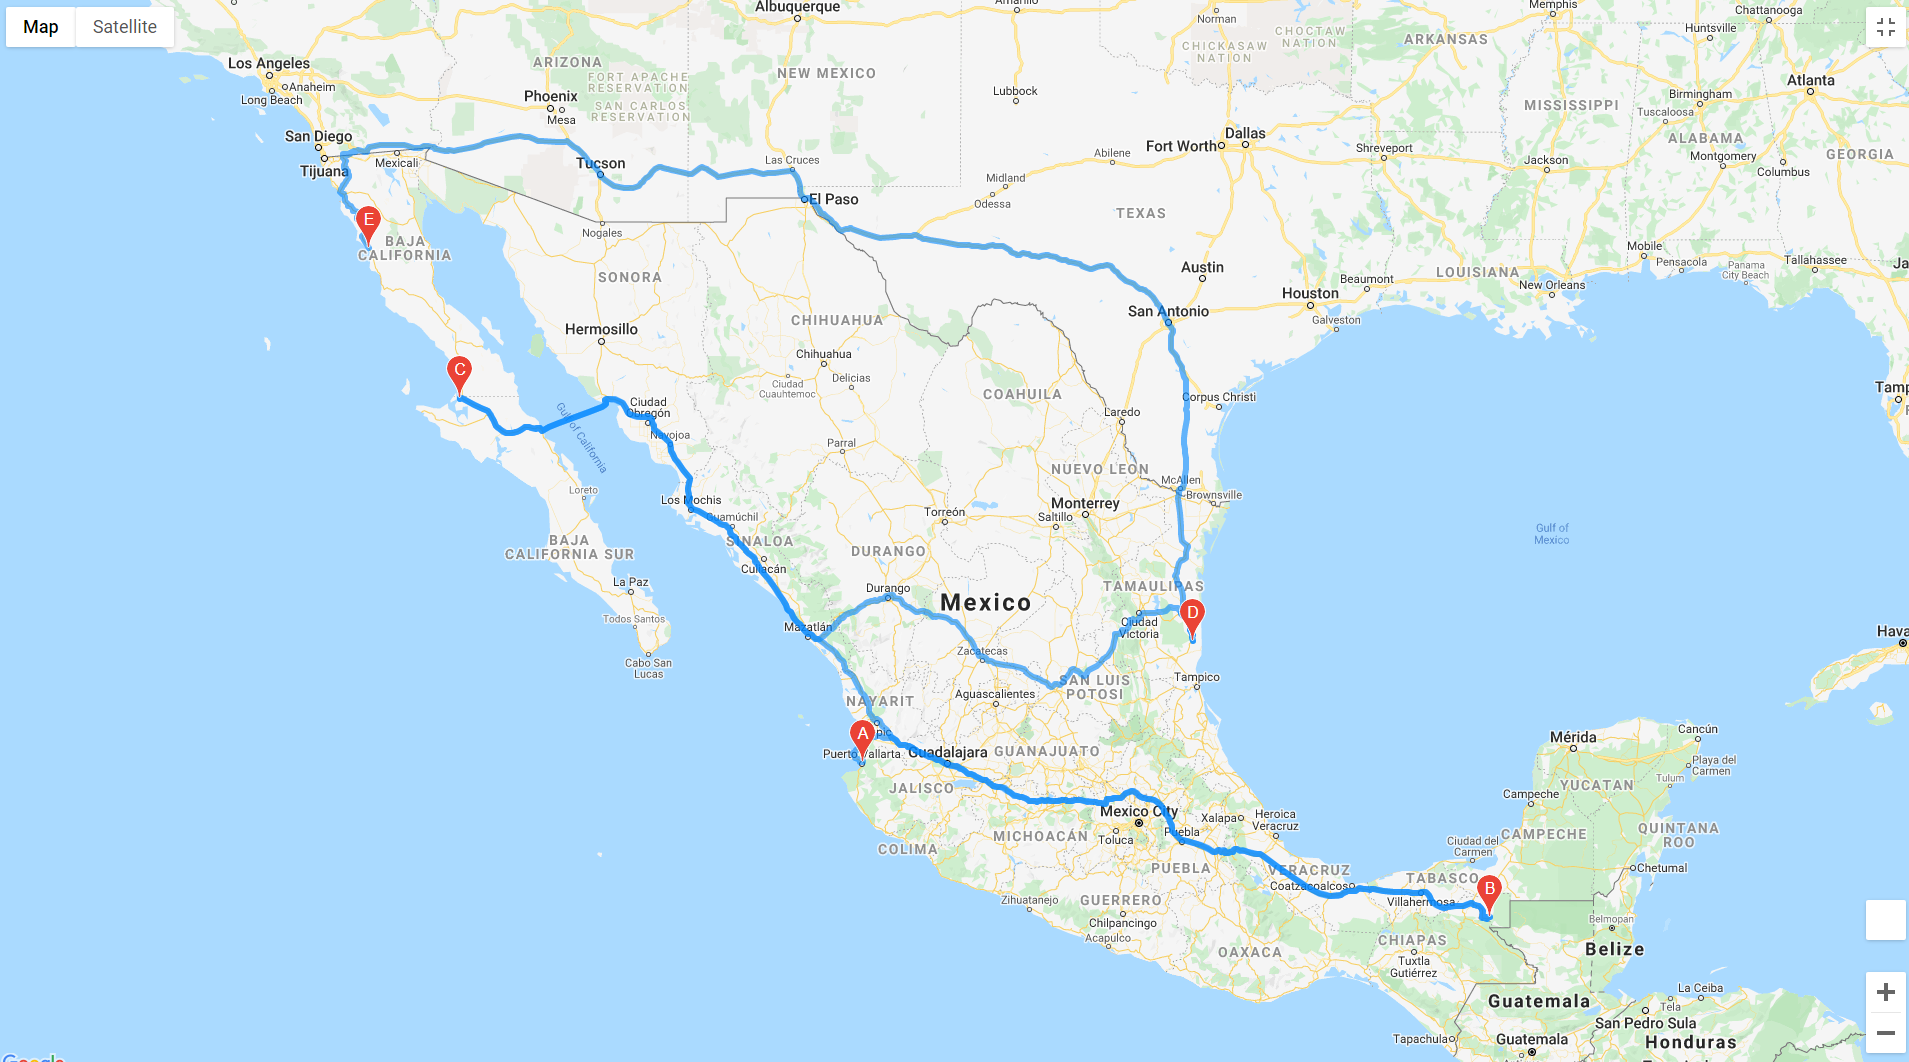 Map
Satellite
Albuquerque
Amarillo
Norman
Memphis
Chattanooga
Los Angeles
Anaheim
Long Beach
ARIZONA
FORT APACHE
RESERVATION
Phoenix
Mesa
SAN CARLOS
RESERVATION
NEW MEXICO
Lubbock
CHICKASAW
NATION
CHOCTAW
NATION
ARKANSAS
Huntsville
Atlanta
MISSISSIPPI
Birmingham
Tuscaloosa
ALABAMA
San Diego
Tijuana
Mexicali
Tucson
Las Cruces
Abilene
Fort Worth
Dallas
Shreveport
Jackson
Montgomery
Columbus
GEORGIA
El Paso
Midland
Odessa
TEXAS
Nogales
E
BAJA
CALIFORNIA
SONORA
Austin
Beaumont
LOUISIANA
Mobile
Pensacola
Panama
City Beach
Tallahassee
Ja
New Orleans
Houston
Galveston
San Antonio
Hermosillo
CHIHUAHUA
Chihuahua
Ciudad
Cuauhtemoc
Delicias
COAHUILA
C
Ciudad
Obregón
Navojoa
Gulf of California
Laredo
Corpus Christi
Tamp
Parral
NUEVO LEON
McAllen
Brownsville
Loreto
Los Mochis
Guamúchil
Torreón
Saltillo
Monterrey
Gulf of
Mexico
BAJA
CALIFORNIA SUR
SINALOA
Culiacán
DURANGO
La Paz
Durango
Mexico
TAMAULIPAS
D
Todos Santos
Mazatlán
Ciudad
Victoria
Hava
Cabo San
Lucas
Zacatecas
SAN LUIS
POTOSI
Tampico
NAYARIT
Aguascalientes
A
pic
Puerto Vallarta
Guadalajara
GUANAJUATO
Mérida
Cancún
Playa del
Carmen
Tulum
YUCATAN
JALISCO
Campeche
Mexico City
Toluca
Xalapa
Heroica
Veracruz
MICHOACÁN
Puebla
COLIMA
PUEBLA
VERACRUZ
Ciudad del
Carmen
CAMPECHE
QUINTANA
ROO
Chetumal
Coatzacoalcos
TABASCO
B
Villahermosa
Zihuatanejo
GUERRERO
Chilpancingo
Acapulco
OAXACA
CHIAPAS
Tuxtla
Gutiérrez
Belmopan
Belize
Guatemala
La Ceiba
Tela
San Pedro Sula
Tapachula
Guatemala
Honduras
Google